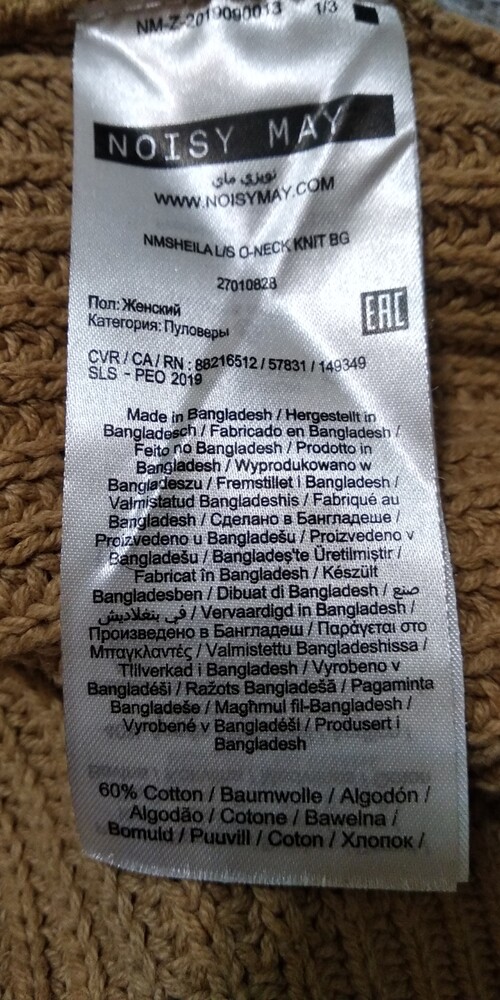 NM-Z-2019090013 1/3
NOISY MAY
نويزي ماي
WWW.NOISYMAY.COM
NMSHEILA L/S O-NECK KNIT BG
27010828
Пол: Женский
Категория: Пуловеры
EAC
CVR / CA / RN : 88216512 / 57831 / 149349
SLS - PEO 2019
Made in Bangladesh / Hergestellt in
Bangladesch / Fabricado en Bangladesh /
Feito no Bangladesh / Prodotto in
Bangladesh / Wyprodukowano w
Bangladeszu / Fremstillet i Bangladesh /
Valmistatud Bangladeshis / Fabriqué au
Bangladesh / Сделано в Бангладеше /
Proizvedeno u Bangladešu / Proizvedeno v
Bangladešu / Bangladeş'te Üretilmiştir /
Fabricat în Bangladesh / Készült
Bangladesben / Dibuat di Bangladesh / صنع
في بنغلاديش / Vervaardigd in Bangladesh /
Произведено в Бангладеш / Παράγεται στο
Μπαγκλαντές / Valmistettu Bangladeshissa /
Tillverkad i Bangladesh / Vyrobeno v
Bangladéši / Ražots Bangladešā / Pagaminta
Bangladeše / Maghmul fil-Bangladesh /
Vyrobené v Bangladéši / Produsert i
Bangladesh
60% Cotton / Baumwolle / Algodón /
Algodão / Cotone / Bawełna /
Bomuld / Puuvill / Coton / Хлопок /